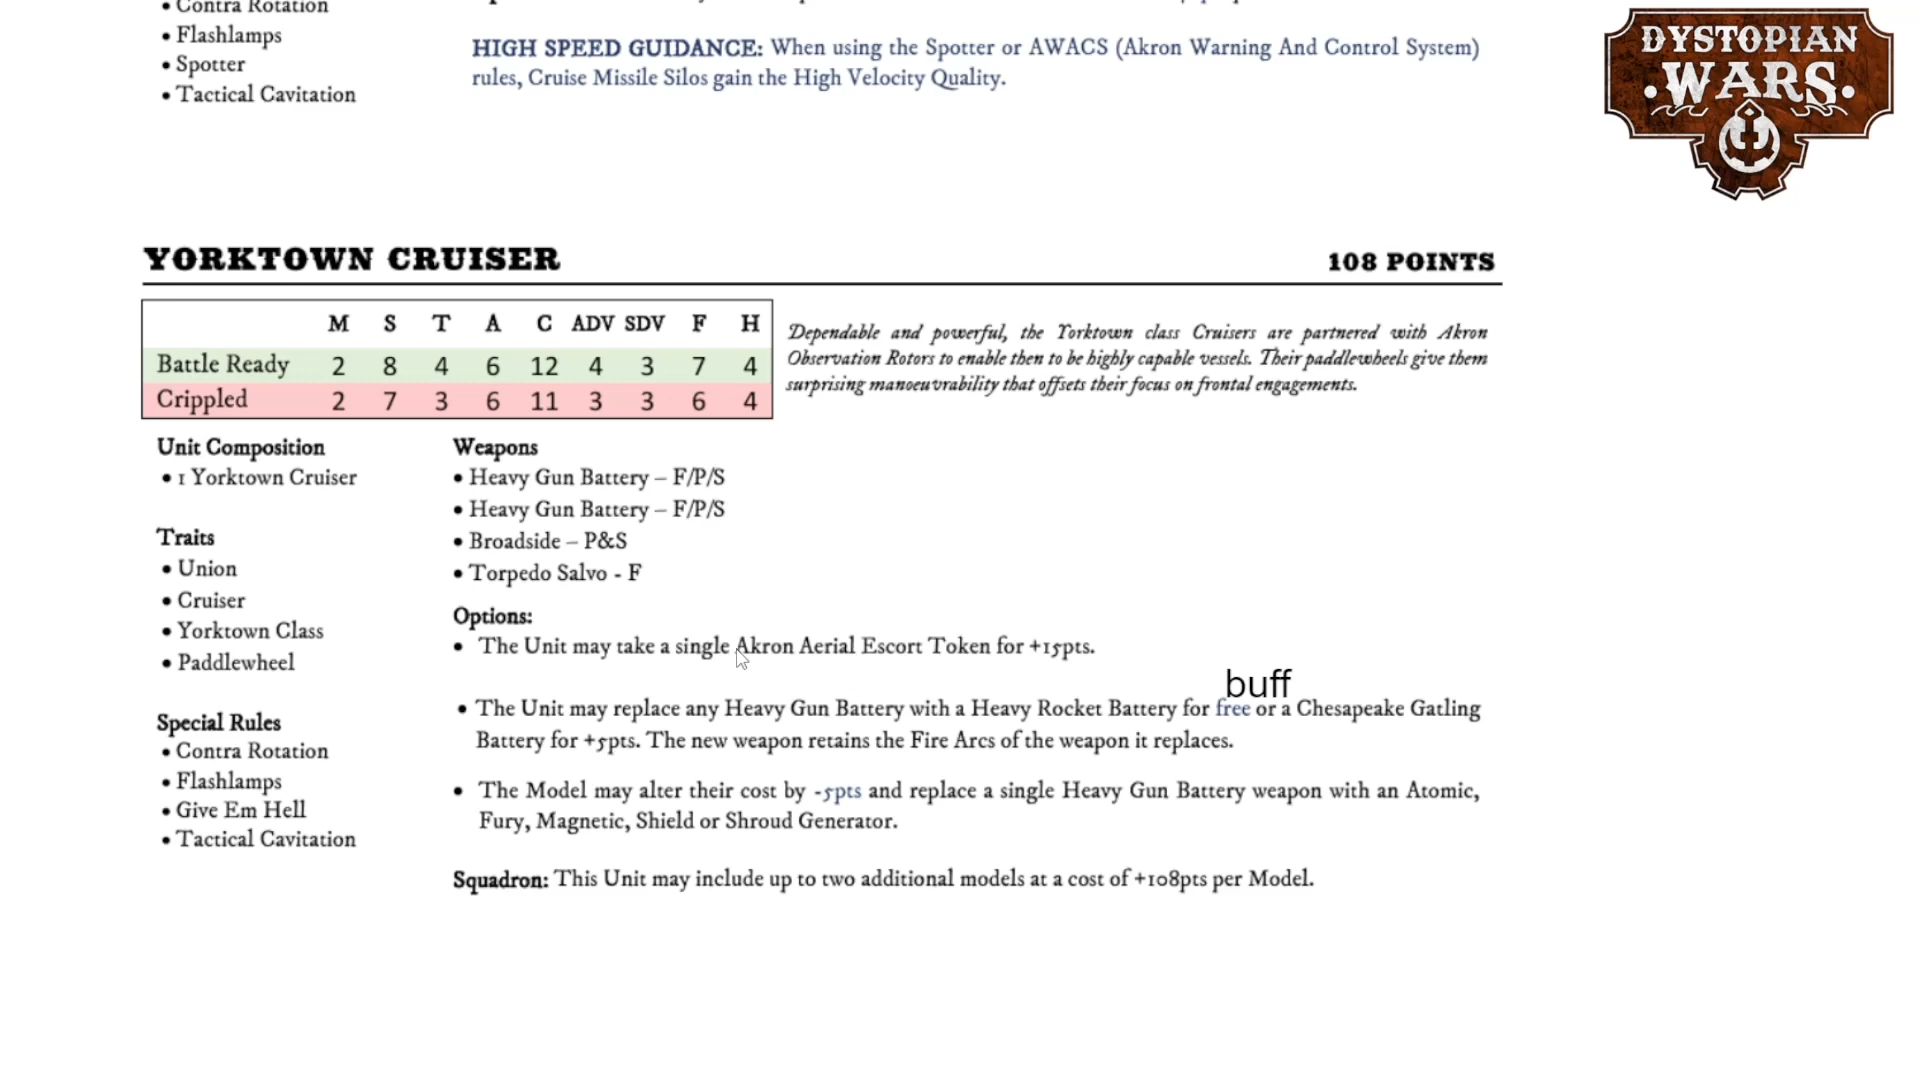 • Contra Rotation
• Flashlamps
• Spotter
• Tactical Cavitation
HIGH SPEED GUIDANCE: When using the Spotter or AWACS (Akron Warning And Control System)
rules, Cruise Missile Silos gain the High Velocity Quality.
DYSTOPIAN
WARS
YORKTOWN CRUISER
108 POINTS
M S T A C ADV SDV F H
Battle Ready 2 8 4 6 12 4 3 7 4
Crippled 2 7 3 6 11 3 3 6 4
Dependable and powerful, the Yorktown class Cruisers are partnered with Akron
Observation Rotors to enable then to be highly capable vessels. Their paddlewheels give them
surprising manoeuvrability that offsets their focus on frontal engagements.
Unit Composition
• 1 Yorktown Cruiser
Traits
• Union
• Cruiser
• Yorktown Class
• Paddlewheel
Special Rules
• Contra Rotation
• Flashlamps
• Give Em Hell
• Tactical Cavitation
Weapons
• Heavy Gun Battery – F/P/S
• Heavy Gun Battery – F/P/S
• Broadside – P&S
• Torpedo Salvo - F
Options:
• The Unit may take a single Akron Aerial Escort Token for +15pts.
buff
• The Unit may replace any Heavy Gun Battery with a Heavy Rocket Battery for free or a Chesapeake Gatling
Battery for +5pts. The new weapon retains the Fire Arcs of the weapon it replaces.
• The Model may alter their cost by -5pts and replace a single Heavy Gun Battery weapon with an Atomic,
Fury, Magnetic, Shield or Shroud Generator.
Squadron: This Unit may include up to two additional models at a cost of +108pts per Model.